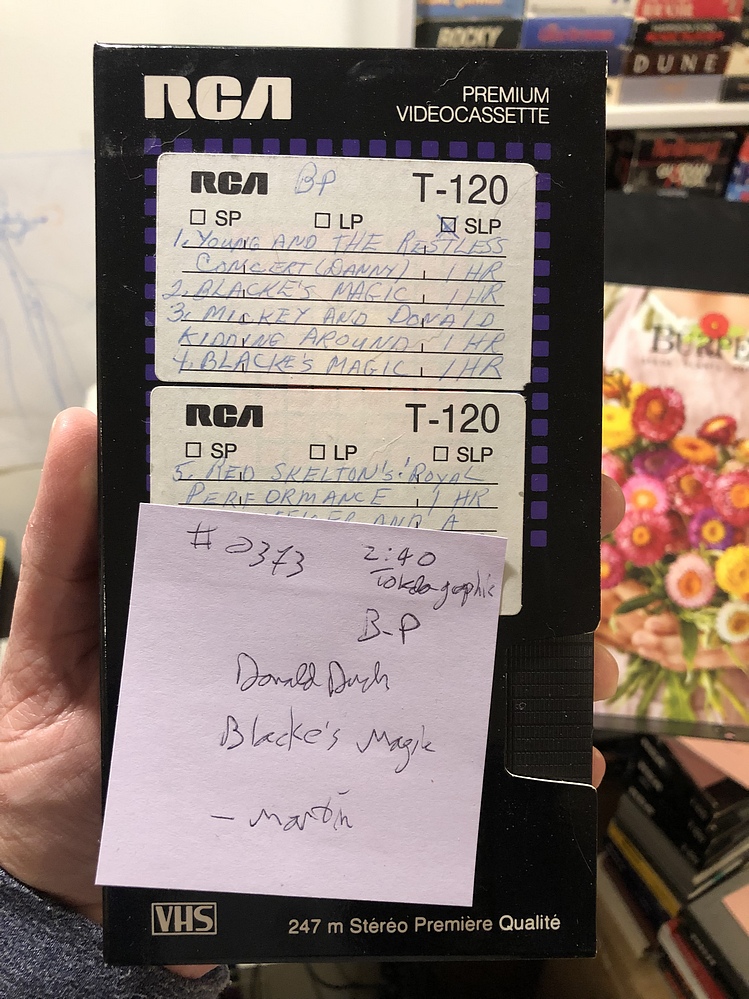 ROCKY
DUNE
RCA
PREMIUM
VIDEOCASSETTE
RCA BP T-120
SP LP SLP
1. YOUNG AND THE RESTLESS
CONCERT (DANNY) 1 HR
2. BLACKE'S MAGIC 1 HR
3. MICKEY AND DONALD
KIDDING AROUND 1 HR
4. BLACKE'S MAGIC 1 HR
RCA T-120
SP LP SLP
5. RED SKELTON'S: ROYAL
PERFORMANCE 1 HR
AND A
# 0373 2:40
B-P
Donald Duck
Blacke's Magic
- Martin
VHS
247 m Stéréo Première Qualité